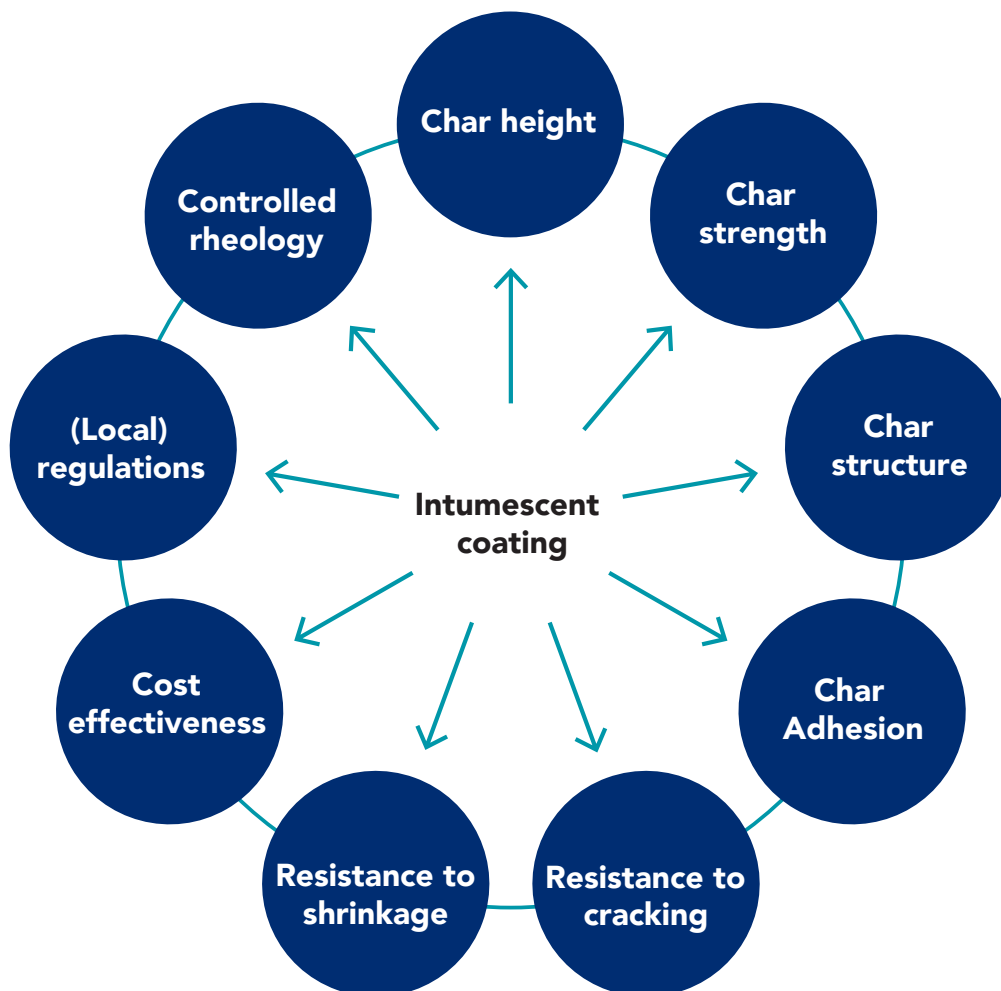 Char height
Char
strength
Char
structure
Char
Adhesion
Resistance to
cracking
Resistance to
shrinkage
Cost
effectiveness
(Local)
regulations
Controlled
rheology
Intumescent
coating